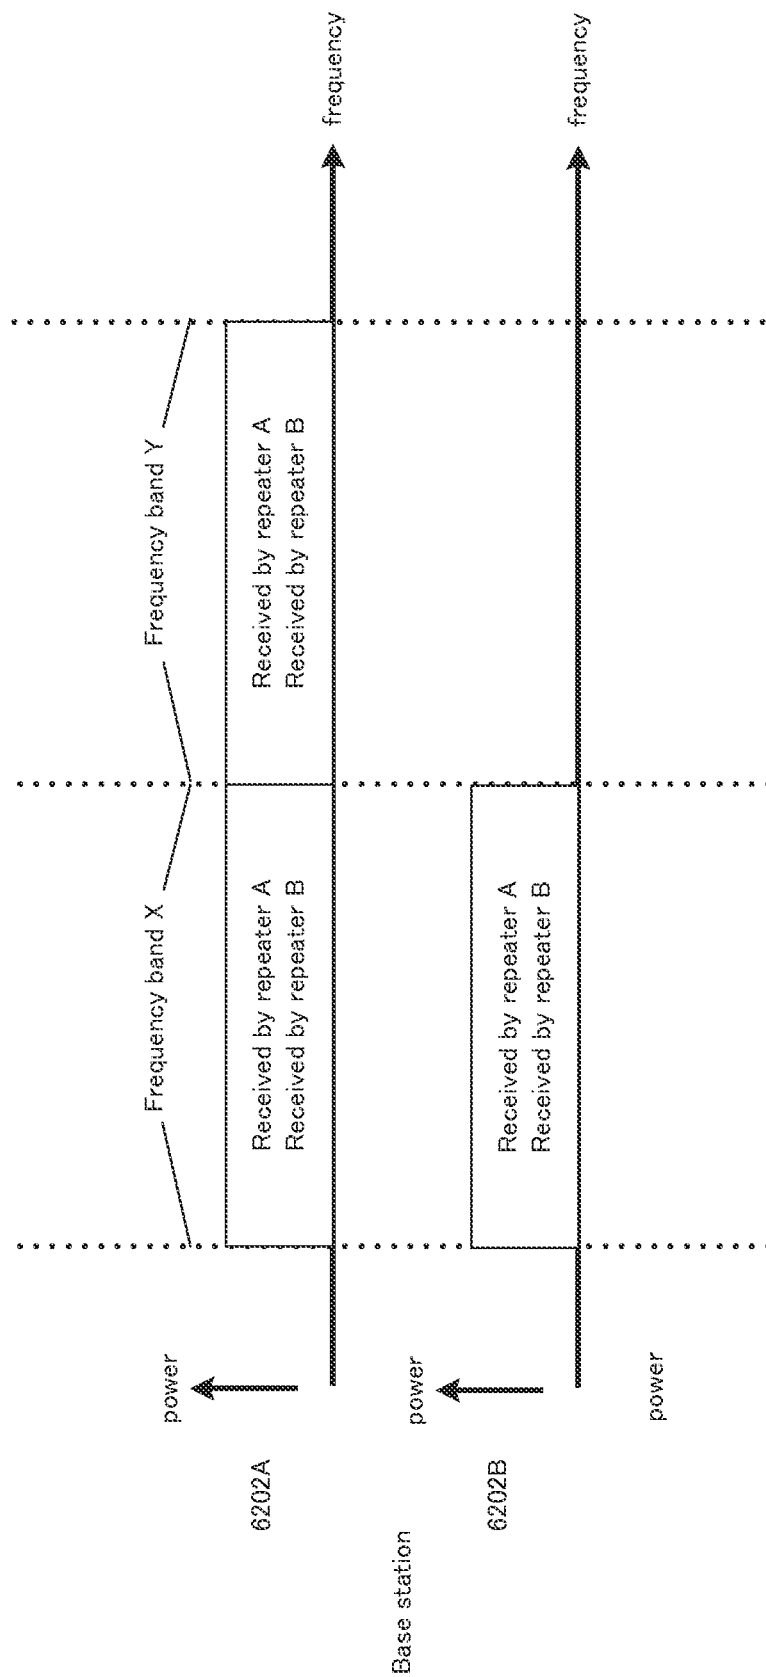 Frequency band X
Frequency band Y
power
6202A
Received by repeater A
Received by repeater B
Received by repeater A
Received by repeater B
frequency
Base station
power
6202B
Received by repeater A
Received by repeater B
frequency
power